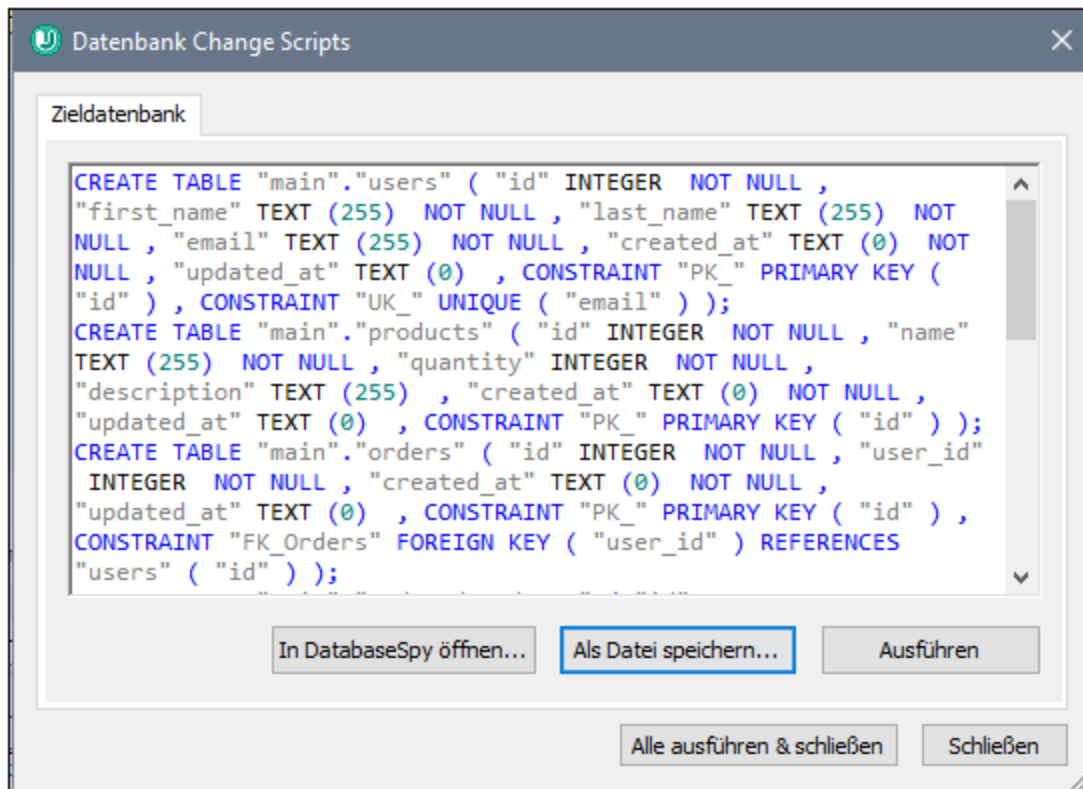 Datenbank Change Scripts
Zieldatenbank
CREATE TABLE "main"."users" ( "id" INTEGER  NOT NULL ,
"first_name" TEXT (255)  NOT NULL , "last_name" TEXT (255)  NOT
NULL , "email" TEXT (255)  NOT NULL , "created_at" TEXT (0)  NOT
NULL , "updated_at" TEXT (0)  , CONSTRAINT "PK_" PRIMARY KEY (
"id" ) , CONSTRAINT "UK_" UNIQUE ( "email" ) );
CREATE TABLE "main"."products" ( "id" INTEGER  NOT NULL , "name"
TEXT (255)  NOT NULL , "quantity" INTEGER  NOT NULL ,
"description" TEXT (255)  , "created_at" TEXT (0)  NOT NULL ,
"updated_at" TEXT (0)  , CONSTRAINT "PK_" PRIMARY KEY ( "id" ) );
CREATE TABLE "main"."orders" ( "id" INTEGER  NOT NULL , "user_id"
 INTEGER  NOT NULL , "created_at" TEXT (0)  NOT NULL ,
"updated_at" TEXT (0)  , CONSTRAINT "PK_" PRIMARY KEY ( "id" ) ,
CONSTRAINT "FK_Orders" FOREIGN KEY ( "user_id" ) REFERENCES
"users" ( "id" ) );
In DatabaseSpy öffnen... Als Datei speichern... Ausführen
Alle ausführen & schließen Schließen